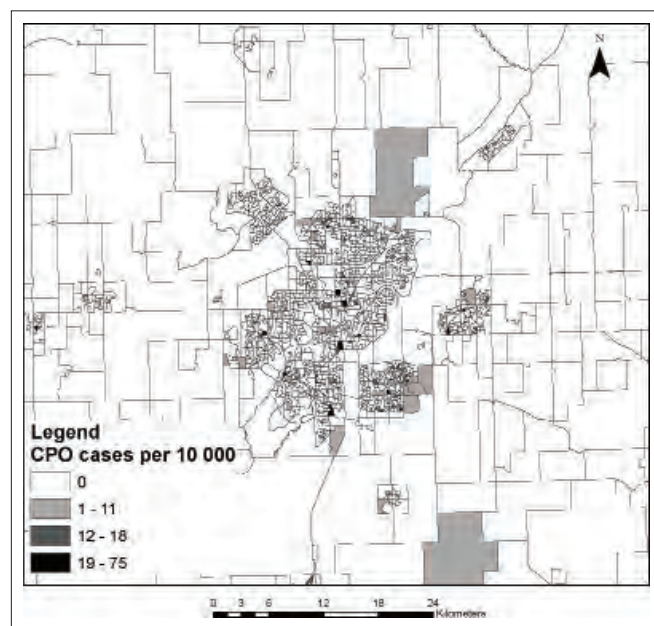 N
Legend
CPO cases per 10 000
0
1 - 11
12 - 18
19 - 75
0 3 6 12 18 24
Kilometers